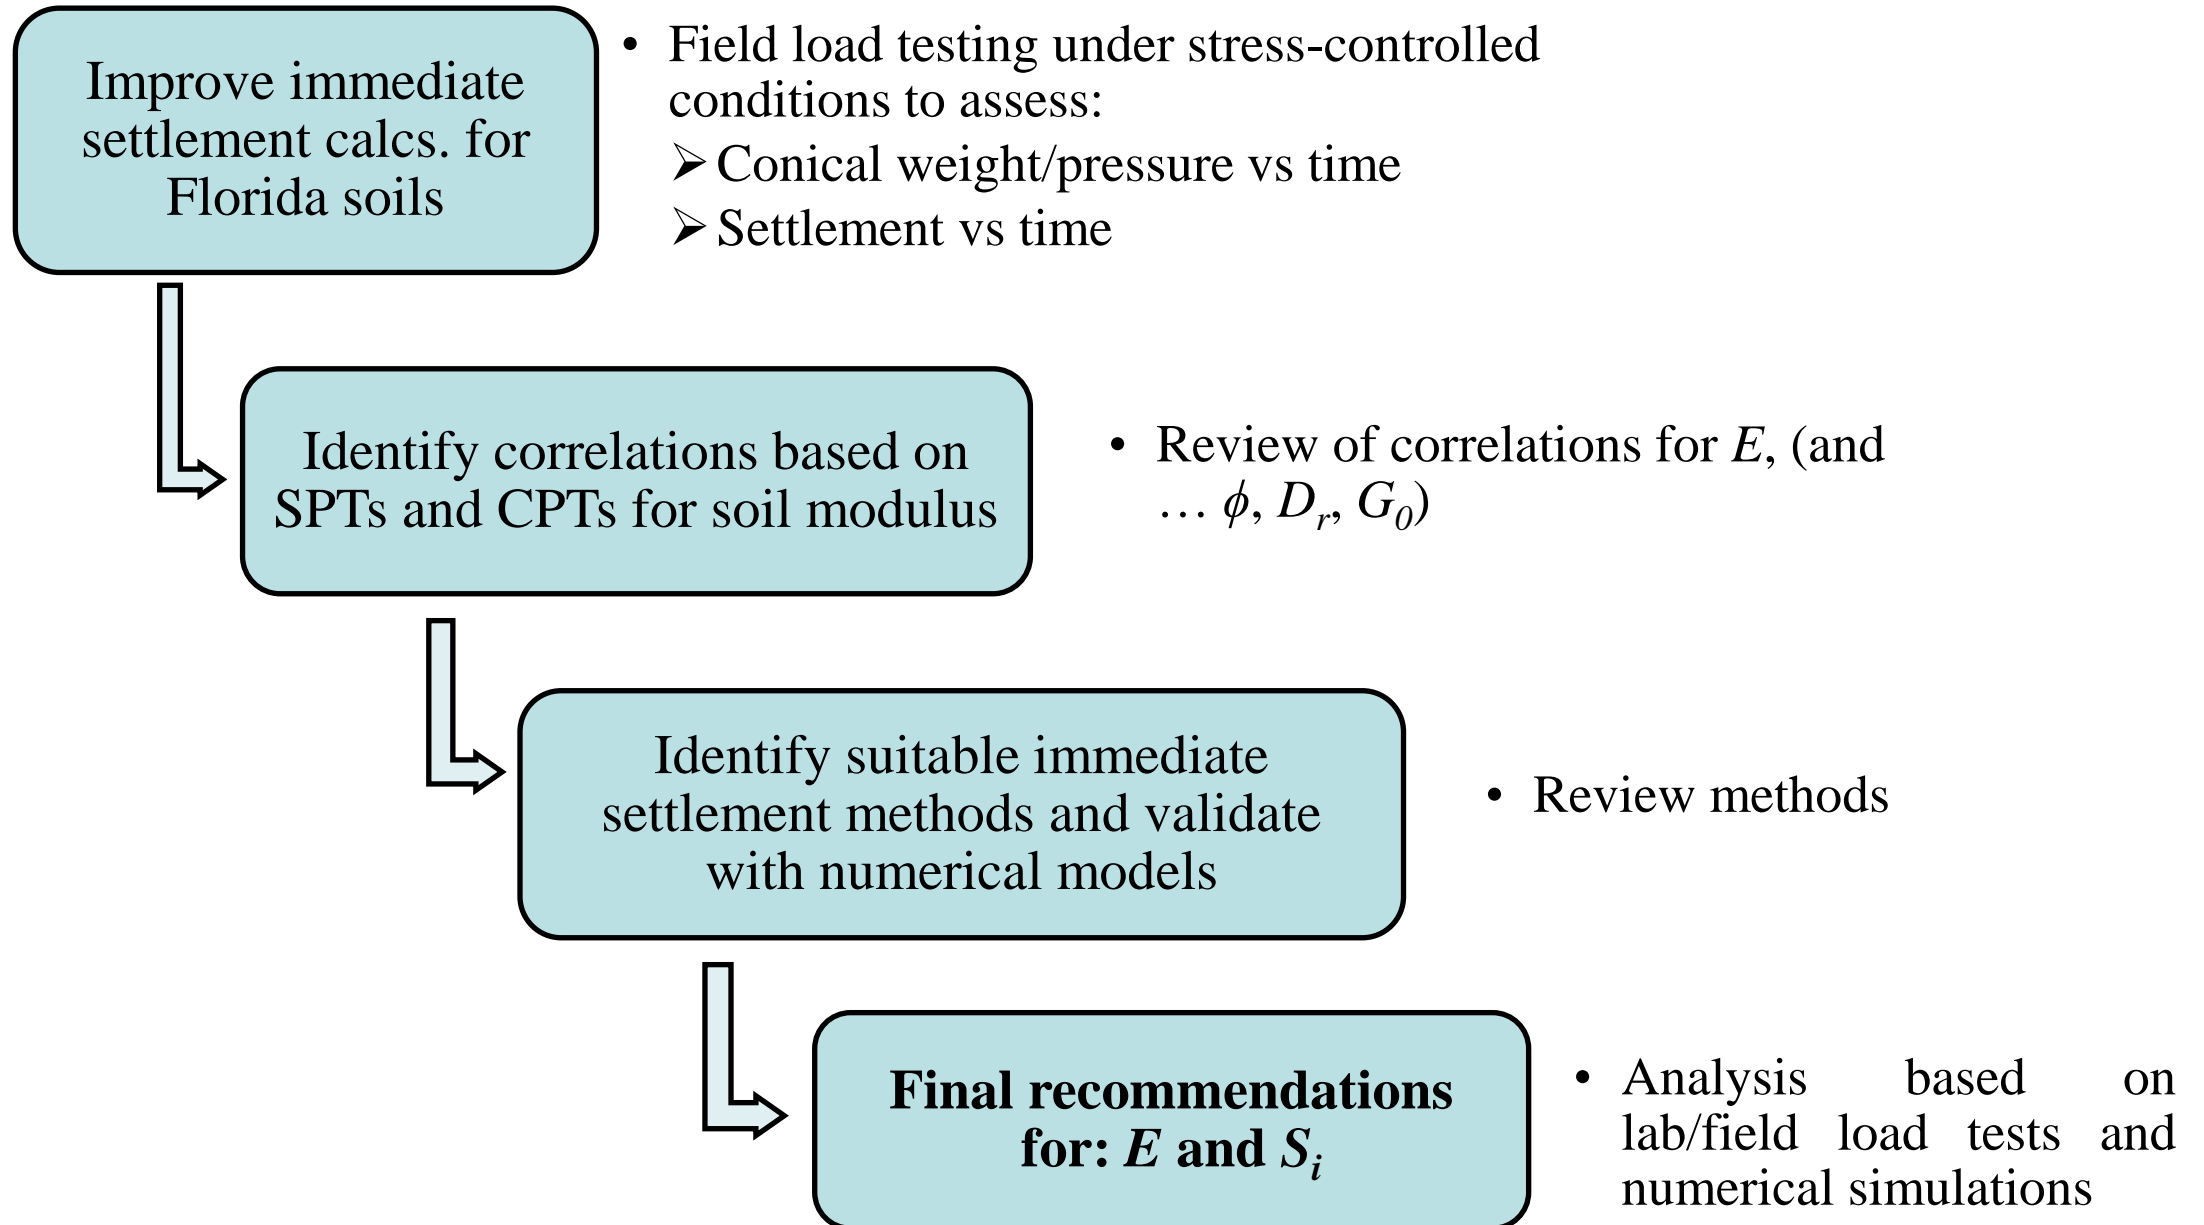 Improve immediate
settlement calcs. for
Florida soils
• Field load testing under stress-controlled
conditions to assess:
➢ Conical weight/pressure vs time
➢ Settlement vs time
Identify correlations based on
SPTs and CPTs for soil modulus
• Review of correlations for E, (and
… ϕ, Dr, G0)
Identify suitable immediate
settlement methods and validate
with numerical models
• Review methods
Final recommendations
for: E and Si
• Analysis based on
lab/field load tests and
numerical simulations